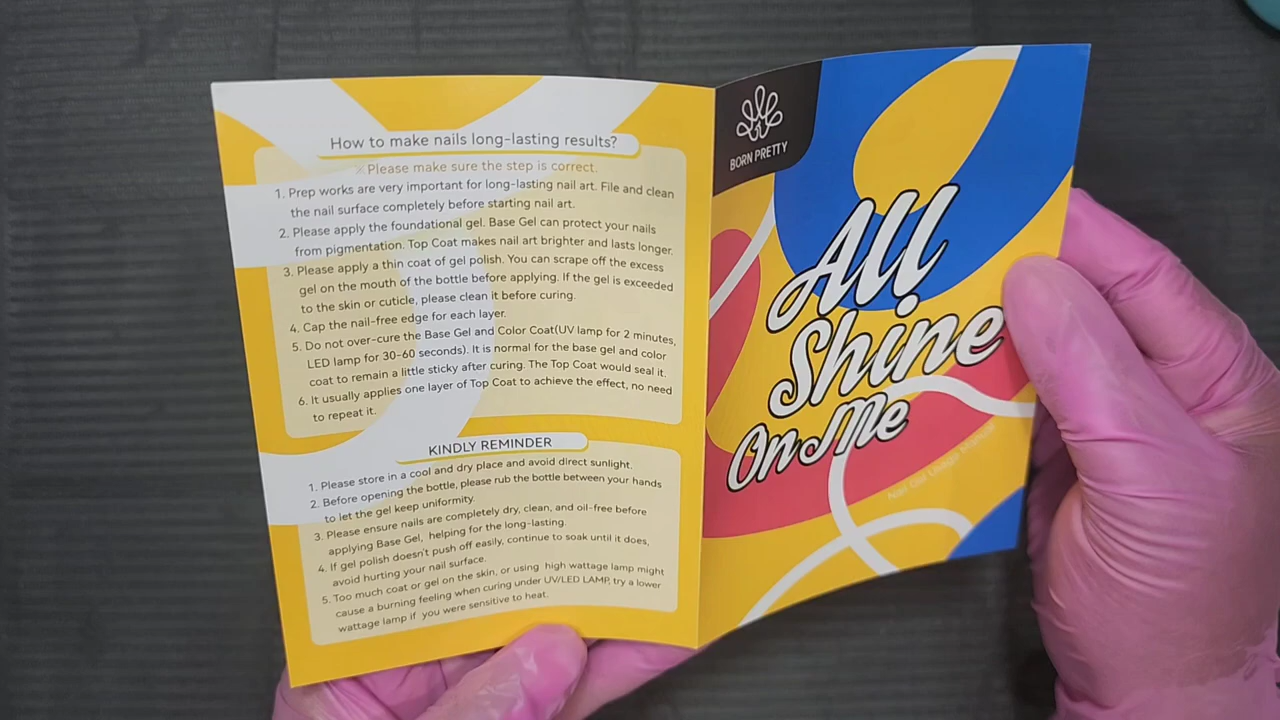 How to make nails long-lasting results?
※Please make sure the step is correct.
1. Prep works are very important for long-lasting nail art. File and clean
the nail surface completely before starting nail art.
2. Please apply the foundational gel. Base Gel can protect your nails
from pigmentation. Top Coat makes nail art brighter and lasts longer.
3. Please apply a thin coat of gel polish. You can scrape off the excess
gel on the mouth of the bottle before applying. If the gel is exceeded
to the skin or cuticle, please clean it before curing.
4. Cap the nail-free edge for each layer.
5. Do not over-cure the Base Gel and Color Coat(UV lamp for 2 minutes,
LED lamp for 30-60 seconds). It is normal for the base gel and color
coat to remain a little sticky after curing. The Top Coat would seal it.
6. It usually applies one layer of Top Coat to achieve the effect, no need
to repeat it.
KINDLY REMINDER
1. Please store in a cool and dry place and avoid direct sunlight.
2. Before opening the bottle, please rub the bottle between your hands
to let the gel keep uniformity.
3. Please ensure nails are completely dry, clean, and oil-free before
applying Base Gel, helping for the long-lasting.
4. If gel polish doesn't push off easily, continue to soak until it does,
avoid hurting your nail surface.
5. Too much coat or gel on the skin, or using high wattage lamp might
cause a burning feeling when curing under UV/LED LAMP, try a lower
wattage lamp if you were sensitive to heat.
BORN PRETTY
All
Shine
On Me
Nail Gel Usage Manual